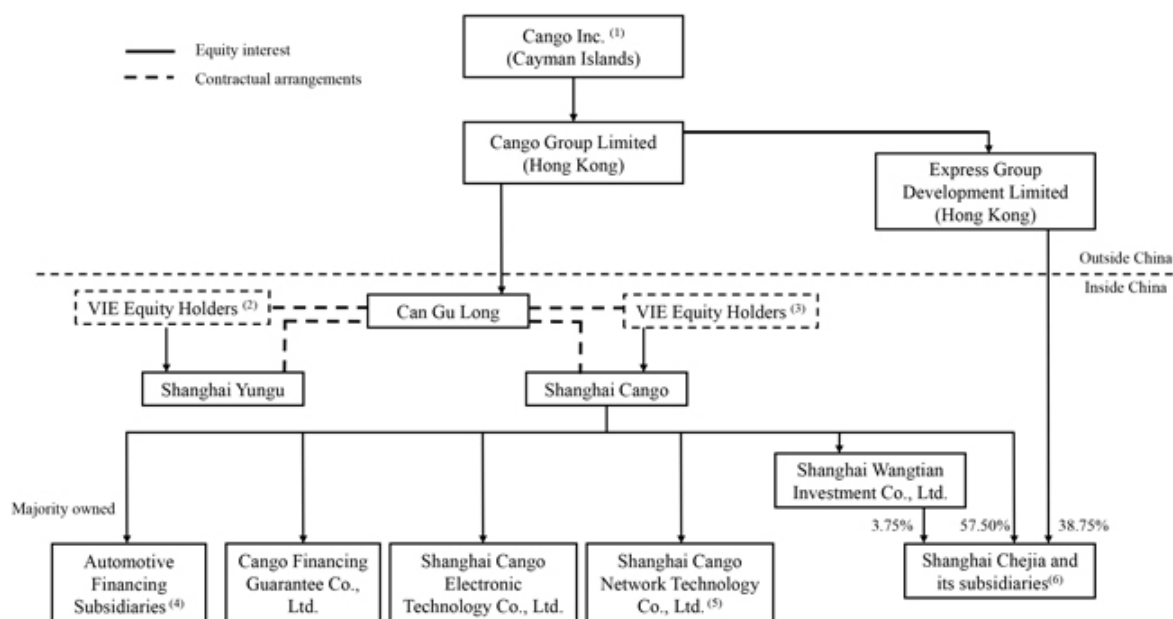 Cango Inc. (1)
(Cayman Islands)
Equity interest
Contractual arrangements
Cango Group Limited
(Hong Kong)
Express Group
Development Limited
(Hong Kong)
Outside China
Inside China
VIE Equity Holders (2)
Can Gu Long
VIE Equity Holders (3)
Shanghai Yungu
Shanghai Cango
Shanghai Wangtian
Investment Co., Ltd.
Majority owned
3.75%
57.50%
38.75%
Automotive
Financing
Subsidiaries (4)
Cango Financing
Guarantee Co.,
Ltd.
Shanghai Cango
Electronic
Technology Co., Ltd.
Shanghai Cango
Network Technology
Co., Ltd. (5)
Shanghai Chejia and
its subsidiaries(6)